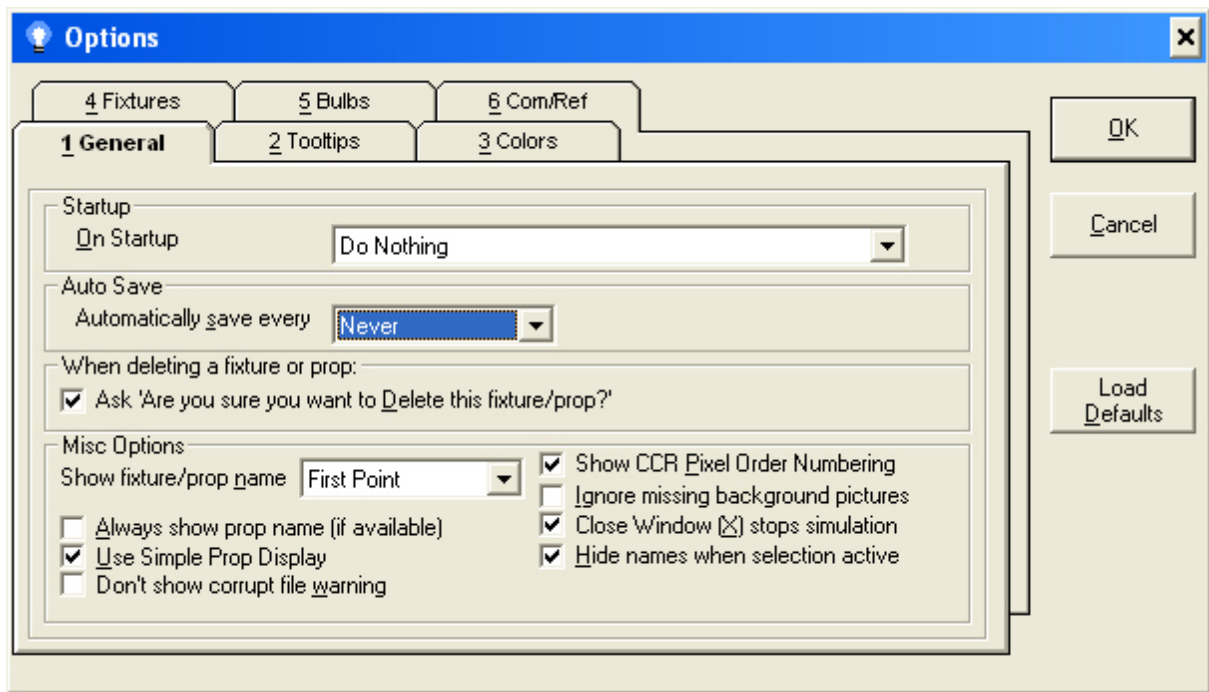 Options
4 Fixtures 5 Bulbs 6 Com/Ref
1 General 2 Tooltips 3 Colors
OK
Cancel
Load
Defaults
Startup
On Startup Do Nothing
Auto Save
Automatically save every Never
When deleting a fixture or prop:
Ask 'Are you sure you want to Delete this fixture/prop?'
Misc Options
Show fixture/prop name First Point
Always show prop name (if available)
Use Simple Prop Display
Don't show corrupt file warning
Show CCR Pixel Order Numbering
Ignore missing background pictures
Close Window (X) stops simulation
Hide names when selection active